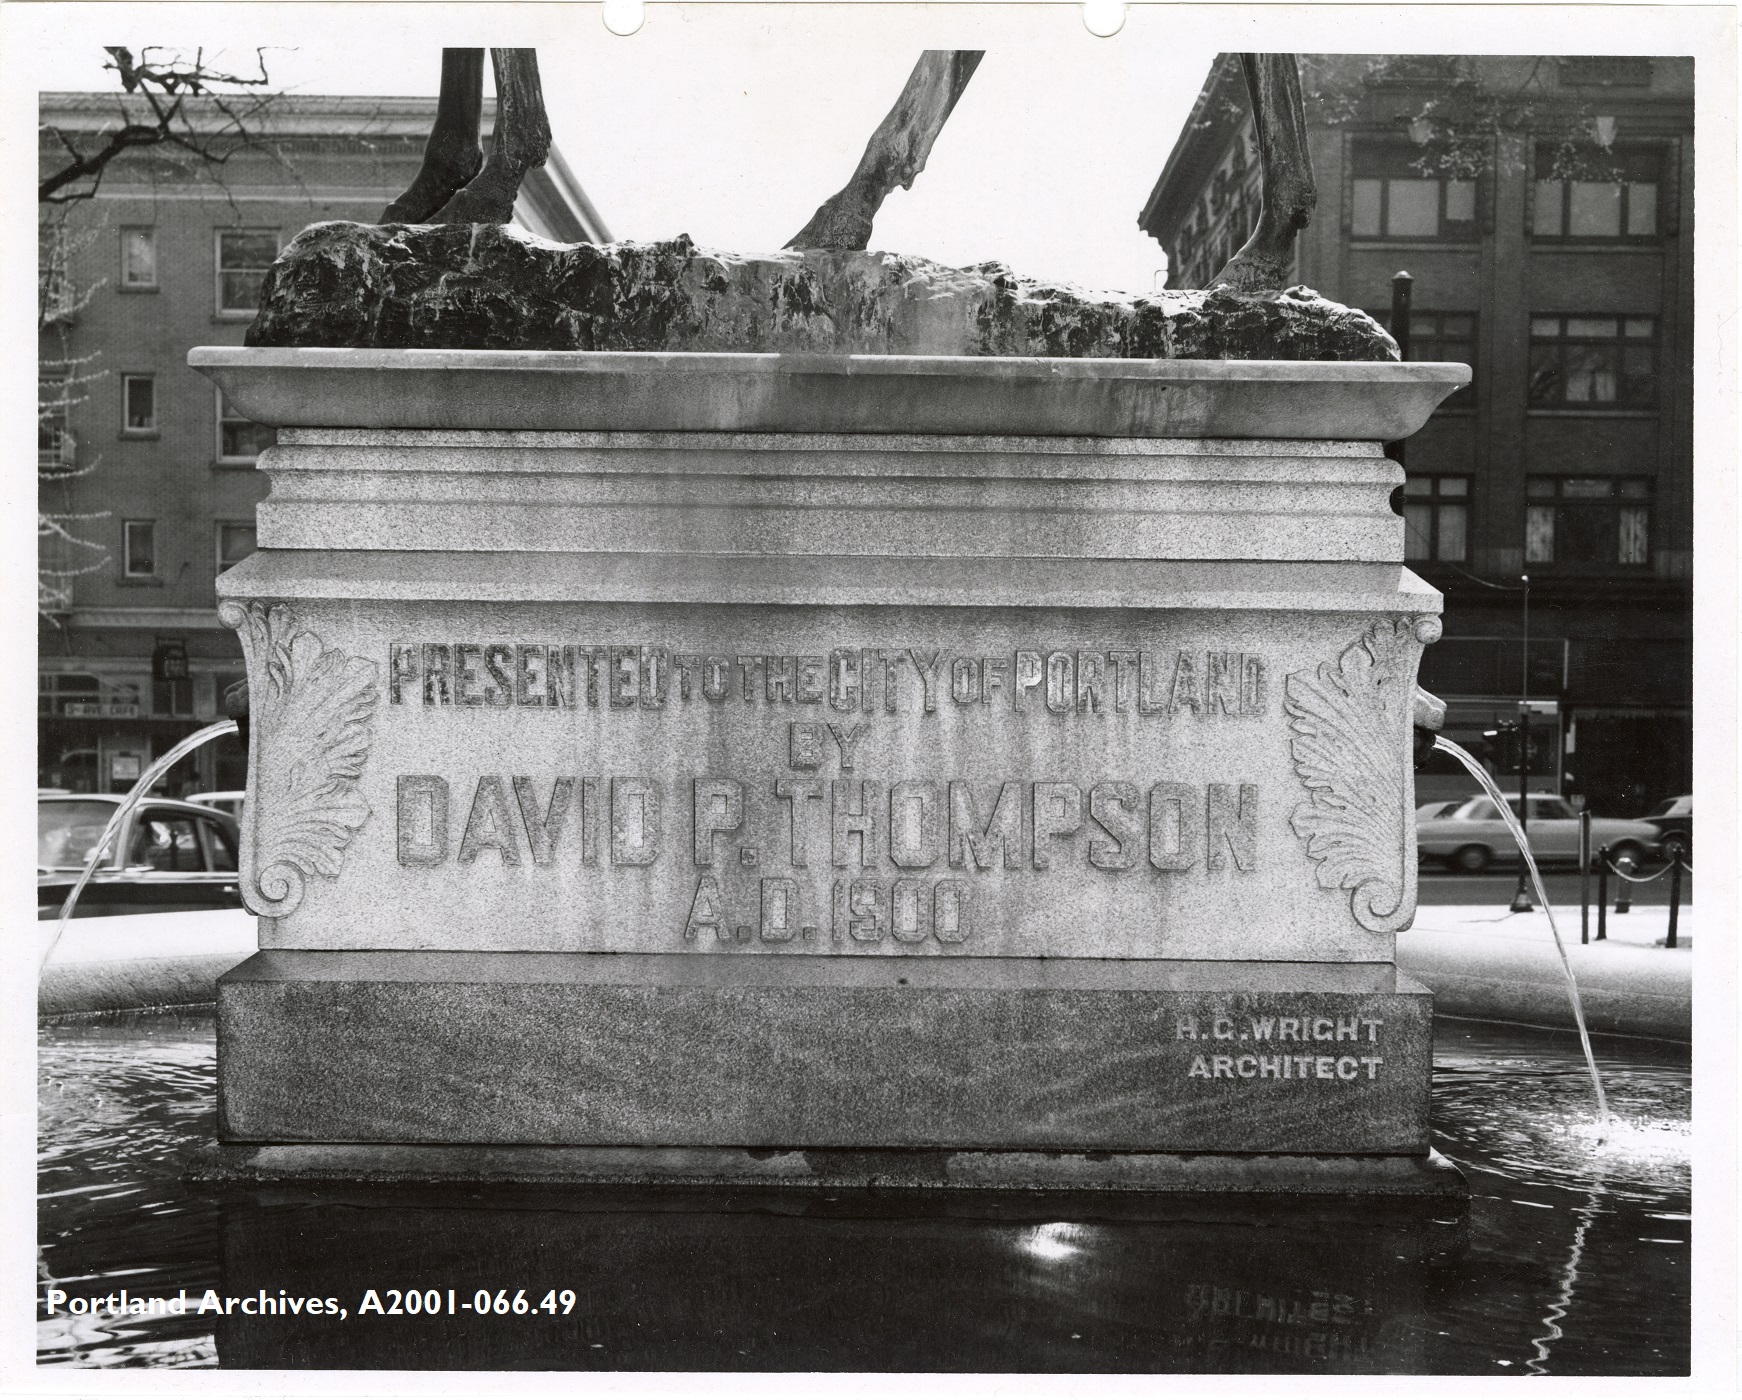 PRESENTED TO THE CITY OF PORTLAND
BY
DAVID P. THOMPSON
A.D. 1900
H.G. WRIGHT
ARCHITECT
Portland Archives, A2001-066.49